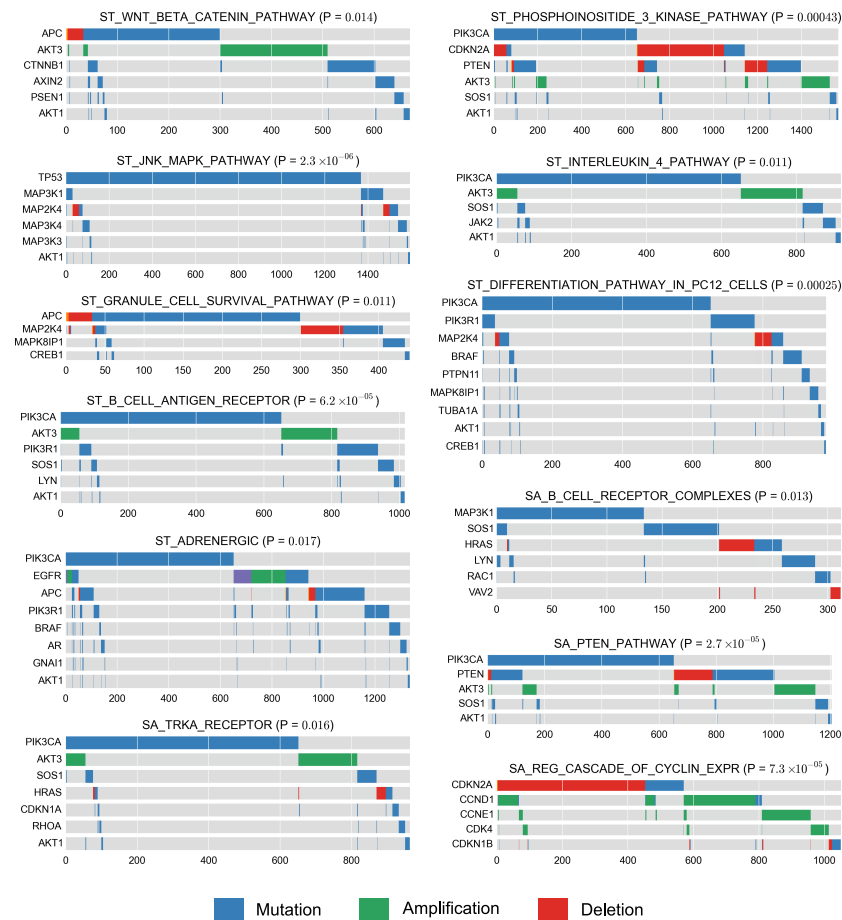 ST_WNT_BETA_CATENIN_PATHWAY (P = 0.014)
APC
AKT3
CTNNB1
AXIN2
PSEN1
AKT1
0 100 200 300 400 500 600
ST_JNK_MAPK_PATHWAY (P = 2.3 ×10⁻⁰⁶)
TP53
MAP3K1
MAP2K4
MAP3K4
MAP3K3
AKT1
0 200 400 600 800 1000 1200 1400
ST_GRANULE_CELL_SURVIVAL_PATHWAY (P = 0.011)
APC
MAP2K4
MAPK8IP1
CREB1
0 50 100 150 200 250 300 350 400
ST_B_CELL_ANTIGEN_RECEPTOR (P = 6.2 ×10⁻⁰⁵)
PIK3CA
AKT3
PIK3R1
SOS1
LYN
AKT1
0 200 400 600 800 1000
ST_ADRENERGIC (P = 0.017)
PIK3CA
EGFR
APC
PIK3R1
BRAF
AR
GNAI1
AKT1
0 200 400 600 800 1000 1200
SA_TRKA_RECEPTOR (P = 0.016)
PIK3CA
AKT3
SOS1
HRAS
CDKN1A
RHOA
AKT1
0 200 400 600 800
ST_PHOSPHOINOSITIDE_3_KINASE_PATHWAY (P = 0.00043)
PIK3CA
CDKN2A
PTEN
AKT3
SOS1
AKT1
0 200 400 600 800 1000 1200 1400
ST_INTERLEUKIN_4_PATHWAY (P = 0.011)
PIK3CA
AKT3
SOS1
JAK2
AKT1
0 200 400 600 800
ST_DIFFERENTIATION_PATHWAY_IN_PC12_CELLS (P = 0.00025)
PIK3CA
PIK3R1
MAP2K4
BRAF
PTPN11
MAPK8IP1
TUBA1A
AKT1
CREB1
0 200 400 600 800
SA_B_CELL_RECEPTOR_COMPLEXES (P = 0.013)
MAP3K1
SOS1
HRAS
LYN
RAC1
VAV2
0 50 100 150 200 250 300
SA_PTEN_PATHWAY (P = 2.7 ×10⁻⁰⁵)
PIK3CA
PTEN
AKT3
SOS1
AKT1
0 200 400 600 800 1000 1200
SA_REG_CASCADE_OF_CYCLIN_EXPR (P = 7.3 ×10⁻⁰⁵)
CDKN2A
CCND1
CCNE1
CDK4
CDKN1B
0 200 400 600 800 1000
Mutation Amplification Deletion